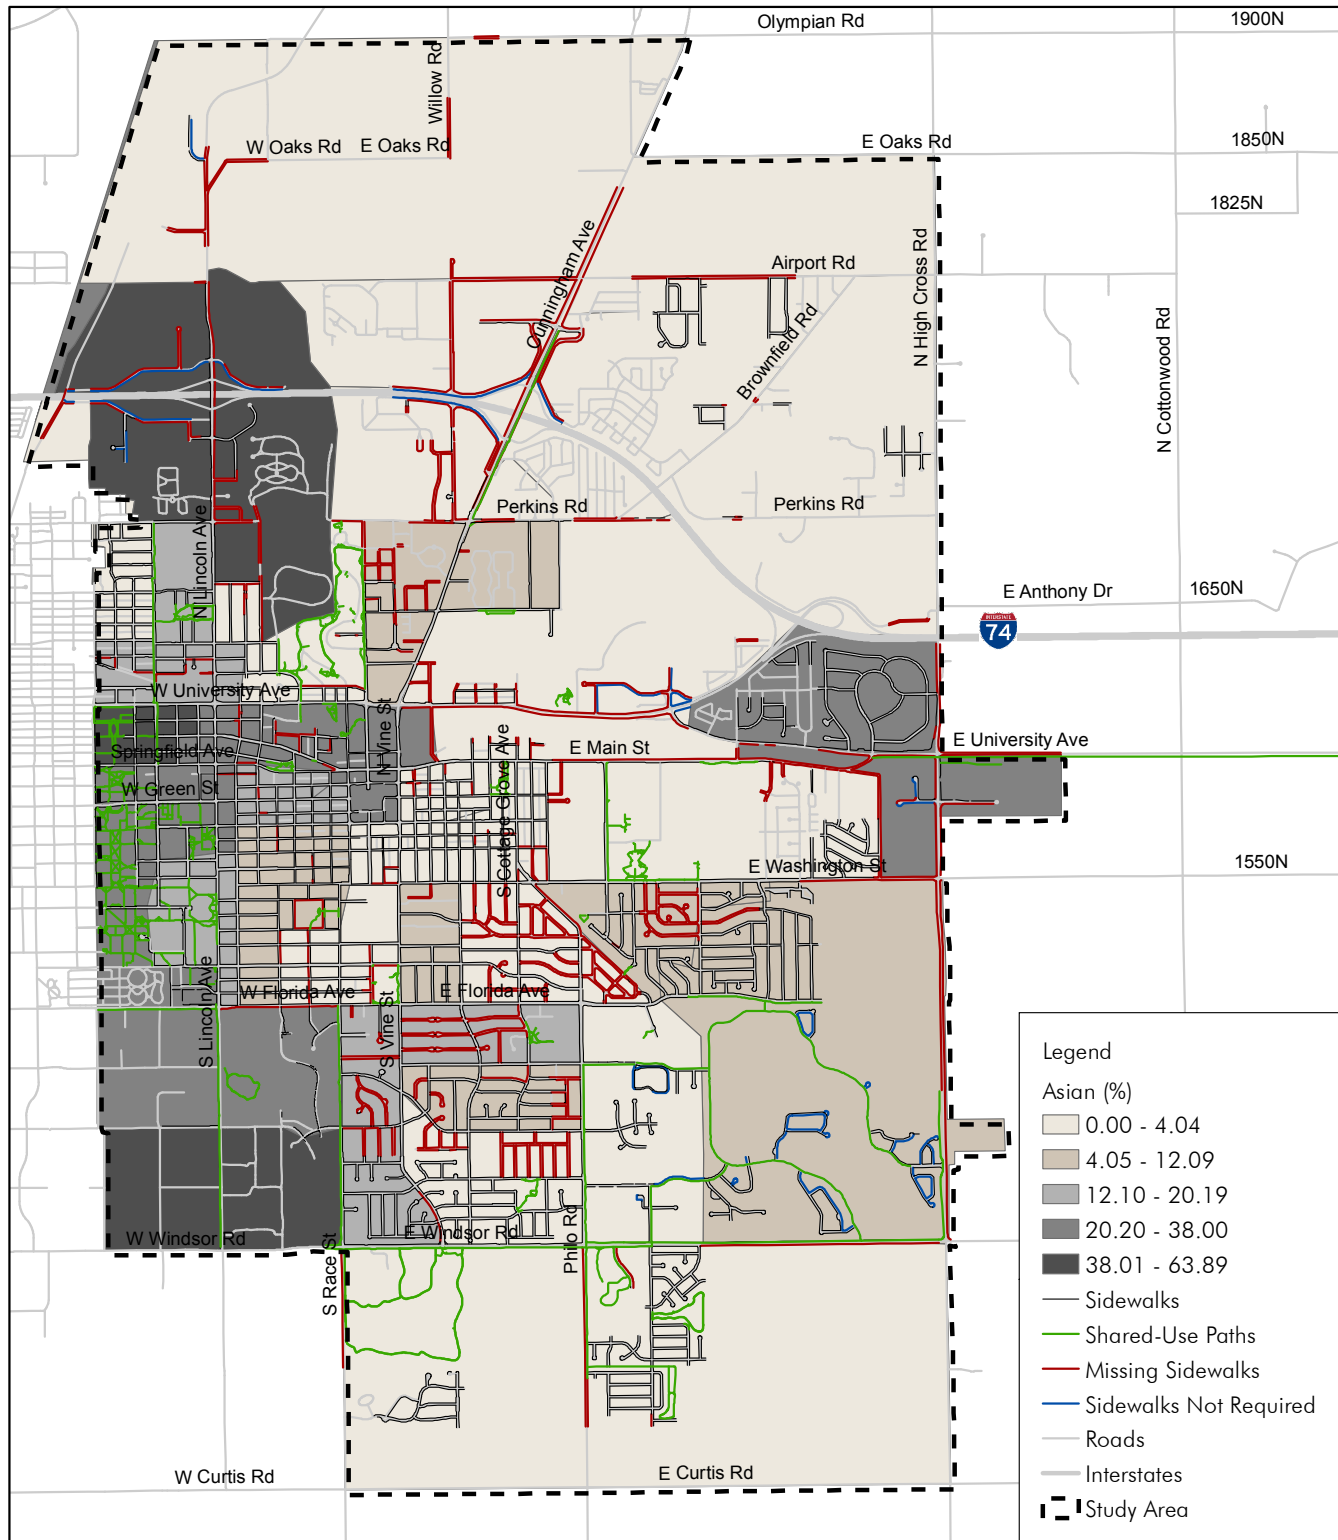 Olympian Rd
1900N
Willow Rd
W Oaks Rd
E Oaks Rd
E Oaks Rd
1850N
1825N
Cunningham Ave
Airport Rd
N High Cross Rd
Brownfield Rd
N Cottonwood Rd
Perkins Rd
Perkins Rd
N Lincoln Ave
E Anthony Dr
1650N
INTERSTATE
74
W University Ave
N Vine St
Springfield Ave
E Main St
E University Ave
W Green St
S Cottage Grove Ave
E Washington St
1550N
W Florida Ave
E Florida Ave
S Lincoln Ave
S Vine St
W Windsor Rd
E Windsor Rd
S Race St
Philo Rd
W Curtis Rd
E Curtis Rd
Legend
Asian (%)
0.00 - 4.04
4.05 - 12.09
12.10 - 20.19
20.20 - 38.00
38.01 - 63.89
Sidewalks
Shared-Use Paths
Missing Sidewalks
Sidewalks Not Required
Roads
Interstates
Study Area